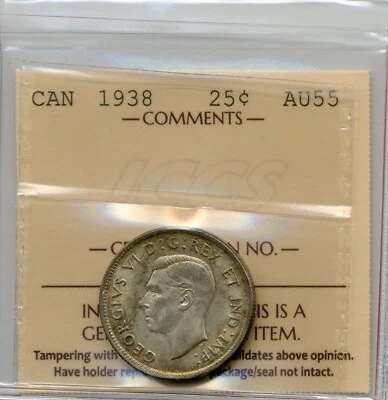 CAN 1938 25¢ AU55
—COMMENTS—
ICCS
NO.—
GEORGIVS VI D:G:REX ET IND:IMP:
IS A
ITEM.
Tampering with above opinion.
Have holder package/seal not intact.